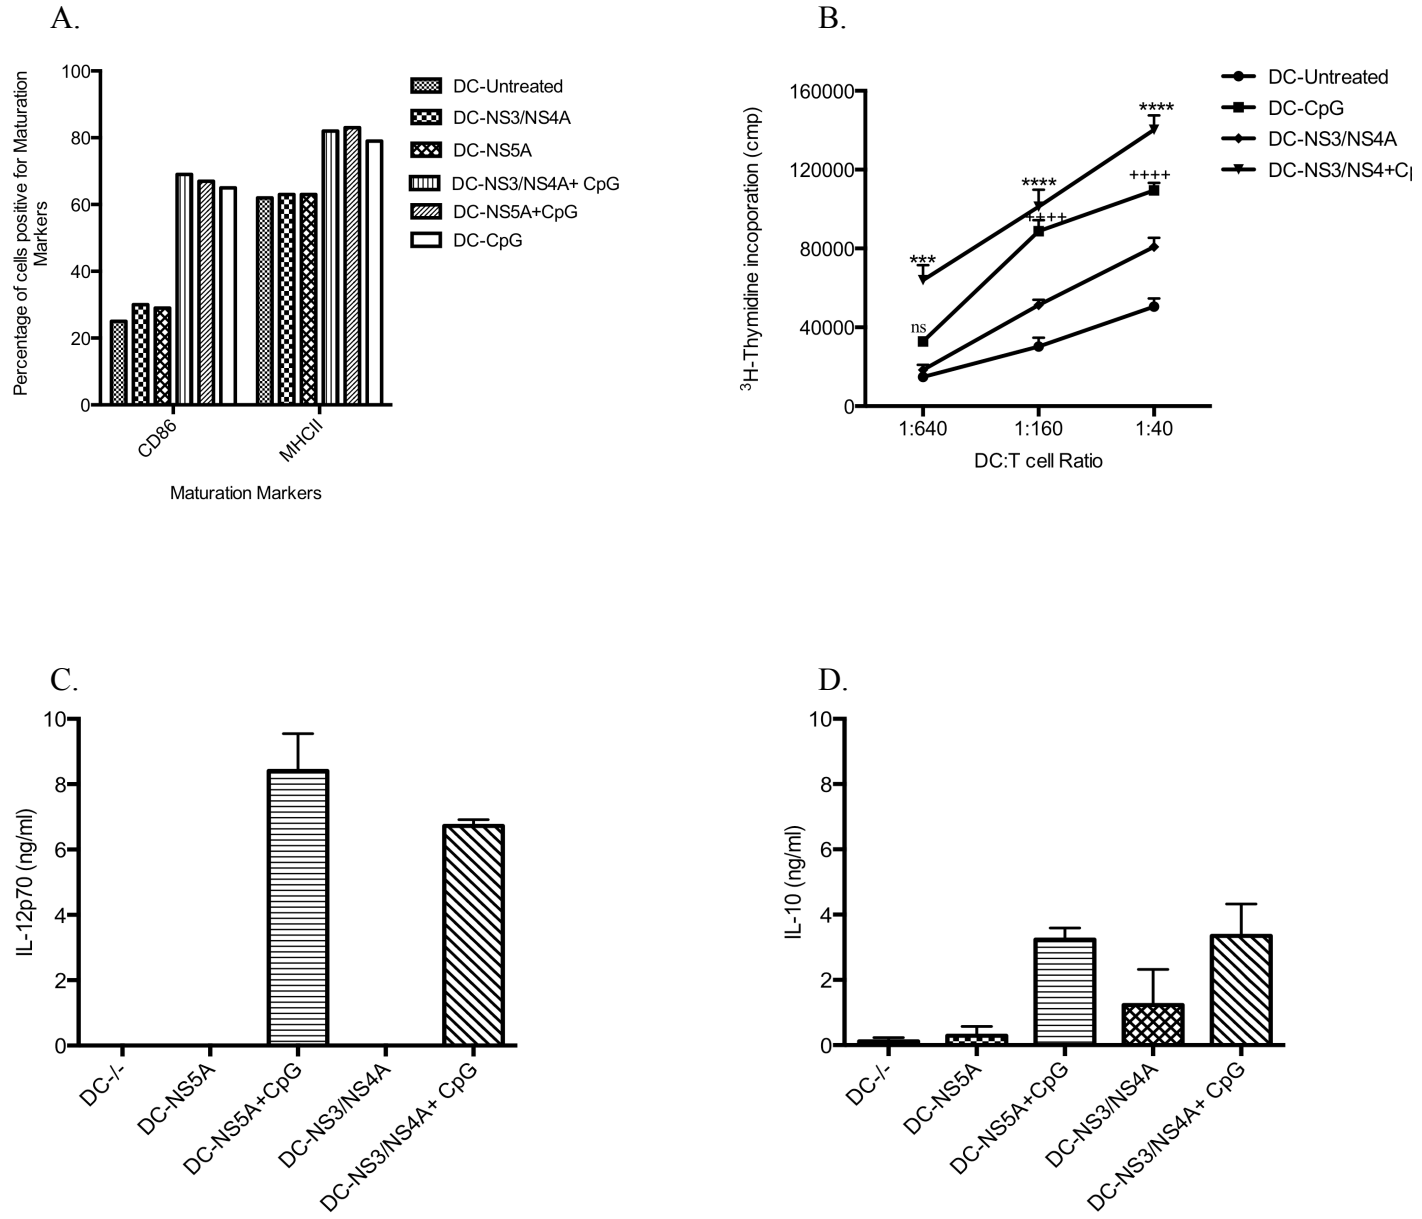 A.
Percentage of cells positive for Maturation
Markers
100
80
60
40
20
0
CD86
MHCII
Maturation Markers
DC-Untreated
DC-NS3/NS4A
DC-NS5A
DC-NS3/NS4A+ CpG
DC-NS5A+CpG
DC-CpG
B.
3H-Thymidine incoporation (cmp)
160000
120000
80000
40000
0
***
ns
****
++++
****
++++
1:640
1:160
1:40
DC:T cell Ratio
DC-Untreated
DC-CpG
DC-NS3/NS4A
DC-NS3/NS4+Cp
C.
IL-12p70 (ng/ml)
10
8
6
4
2
0
DC-/-
DC-NS5A
DC-NS5A+CpG
DC-NS3/NS4A
DC-NS3/NS4A+ CpG
D.
IL-10 (ng/ml)
10
8
6
4
2
0
DC-/-
DC-NS5A
DC-NS5A+CpG
DC-NS3/NS4A
DC-NS3/NS4A+ CpG